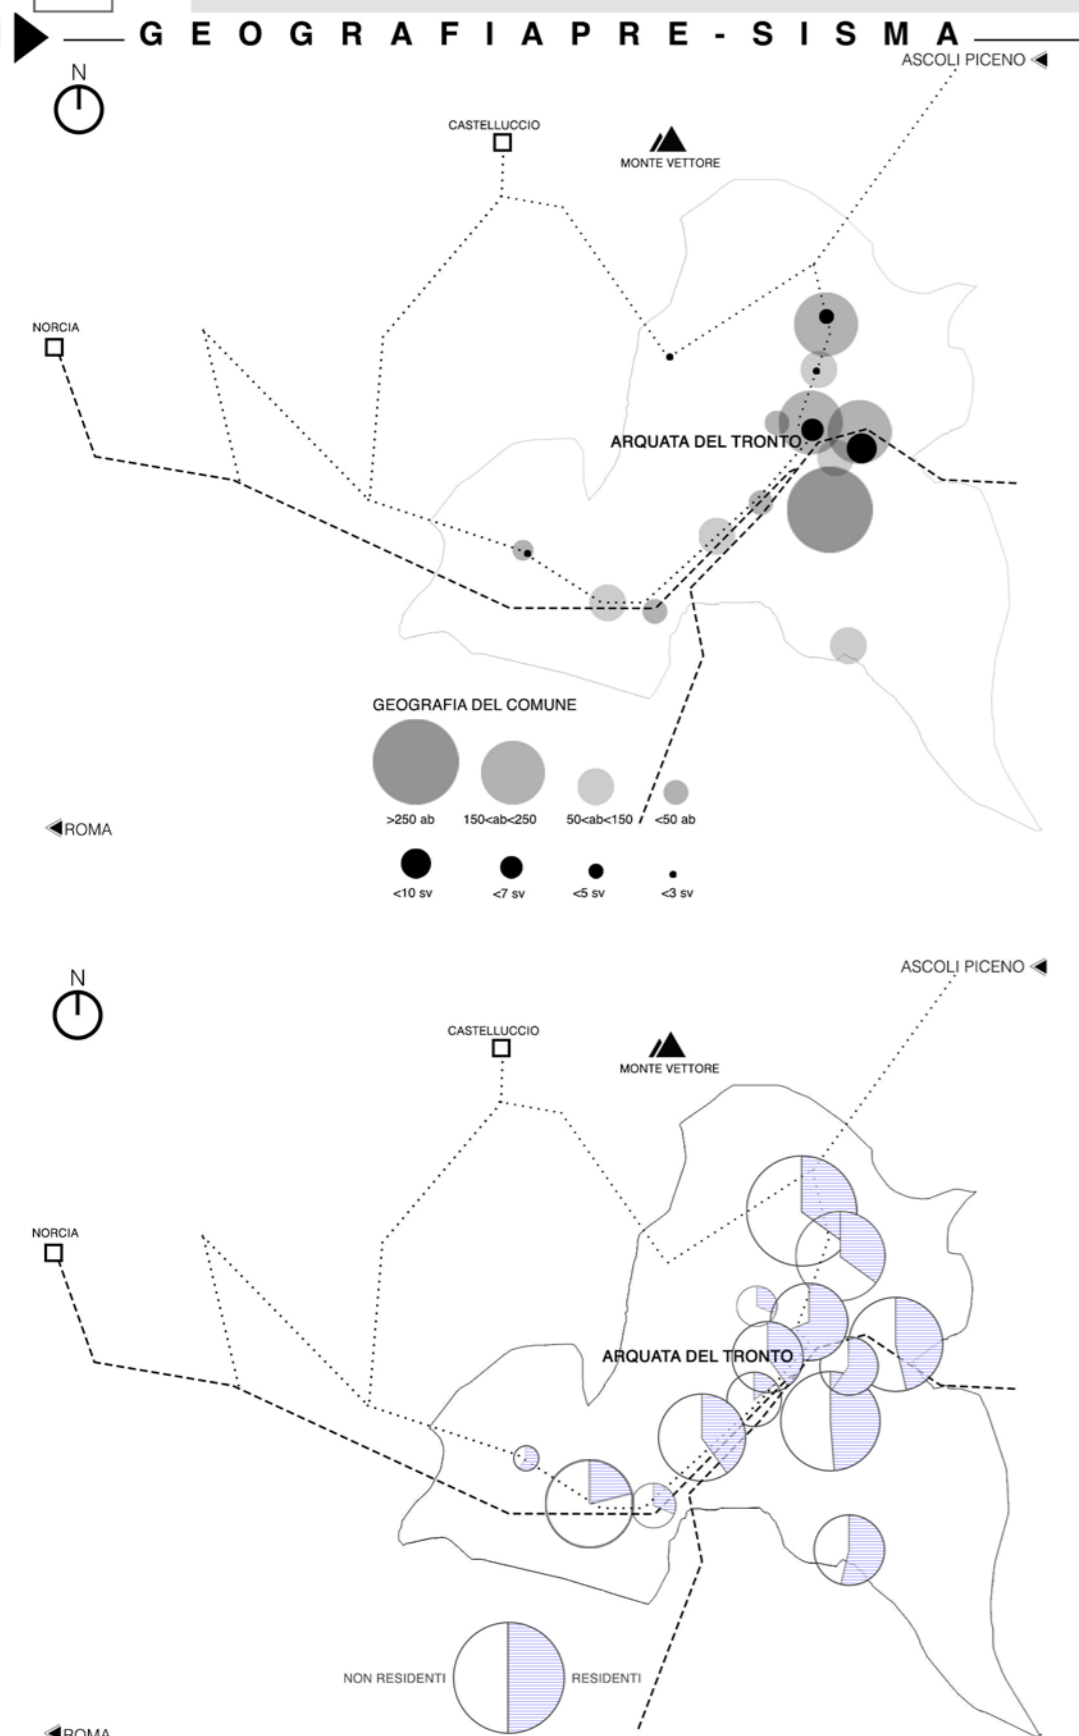 GEOGRAFIAPRE-SISMA
ASCOLI PICENO
N
CASTELLUCCIO
MONTE VETTORE
NORCIA
ARQUATA DEL TRONTO
GEOGRAFIA DEL COMUNE
>250 ab 150<ab<250 50<ab<150 <50 ab
ROMA
<10 sv <7 sv <5 sv <3 sv
ASCOLI PICENO
N
CASTELLUCCIO
MONTE VETTORE
NORCIA
ARQUATA DEL TRONTO
NON RESIDENTI RESIDENTI
ROMA